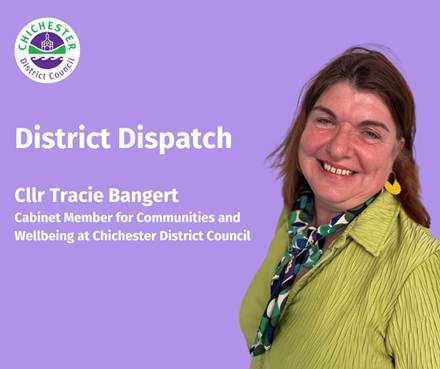 CHICHESTER
District Council
District Dispatch
Cllr Tracie Bangert
Cabinet Member for Communities and
Wellbeing at Chichester District Council